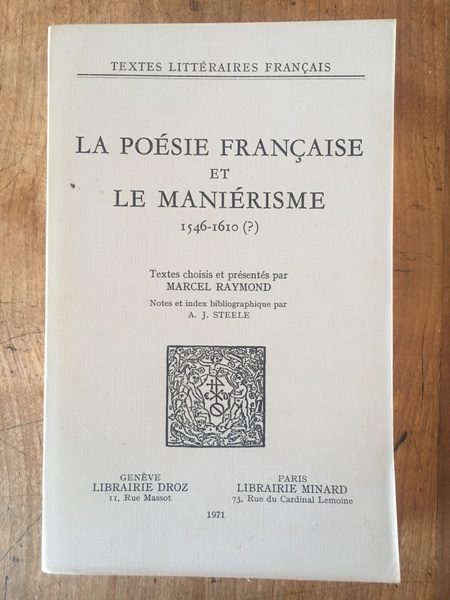 TEXTES LITTÉRAIRES FRANÇAIS
LA POÉSIE FRANÇAISE
ET
LE MANIÉRISME
1546-1610 (?)
Textes choisis et présentés par
MARCEL RAYMOND
Notes et index bibliographique par
A. J. STEELE
GENÈVE
LIBRAIRIE DROZ
11, Rue Massot
PARIS
LIBRAIRIE MINARD
73, Rue du Cardinal Lemoine
1971